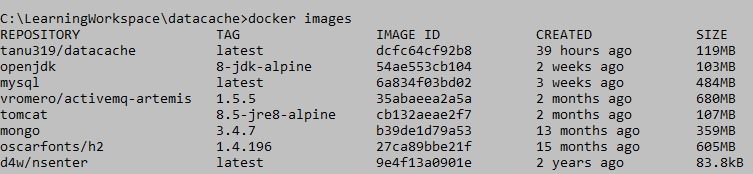 C:\LearningWorkspace\datacache>docker images
REPOSITORY TAG IMAGE ID CREATED SIZE
tanu319/datacache latest dcfc64cf92b8 39 hours ago 119MB
openjdk 8-jdk-alpine 54ae553cb104 2 weeks ago 103MB
mysql latest 6a834f03bd02 3 weeks ago 484MB
vromero/activemq-artemis 1.5.5 35abaeea2a5a 2 months ago 680MB
tomcat 8.5-jre8-alpine cb132aeae2f7 2 months ago 107MB
mongo 3.4.7 b39de1d79a53 13 months ago 359MB
oscarfonts/h2 1.4.196 27ca89bbe21f 15 months ago 605MB
d4w/nsenter latest 9e4f13a0901e 2 years ago 83.8kB